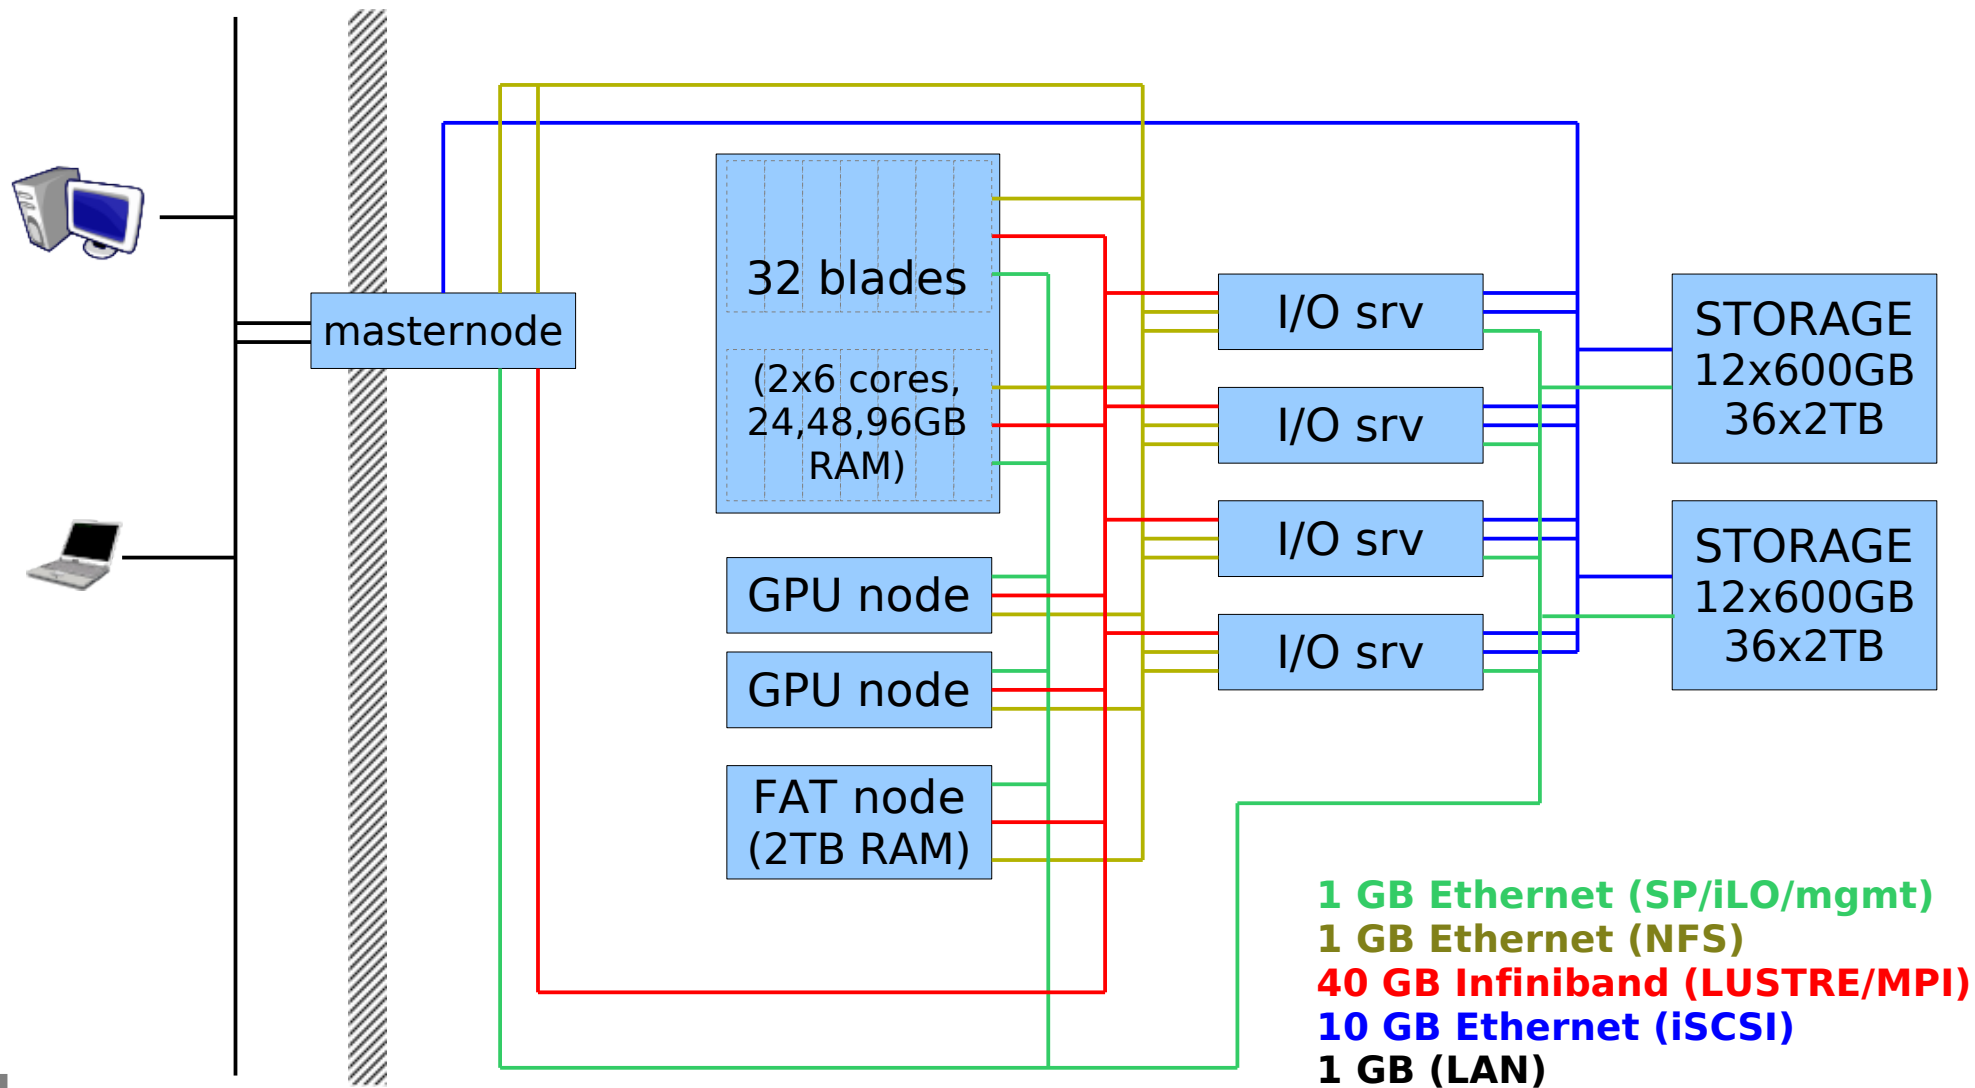 masternode
32 blades
(2x6 cores,
24,48,96GB
RAM)
GPU node
GPU node
FAT node
(2TB RAM)
I/O srv
I/O srv
I/O srv
I/O srv
STORAGE
12x600GB
36x2TB
STORAGE
12x600GB
36x2TB
1 GB Ethernet (SP/iLO/mgmt)
1 GB Ethernet (NFS)
40 GB Infiniband (LUSTRE/MPI)
10 GB Ethernet (iSCSI)
1 GB (LAN)